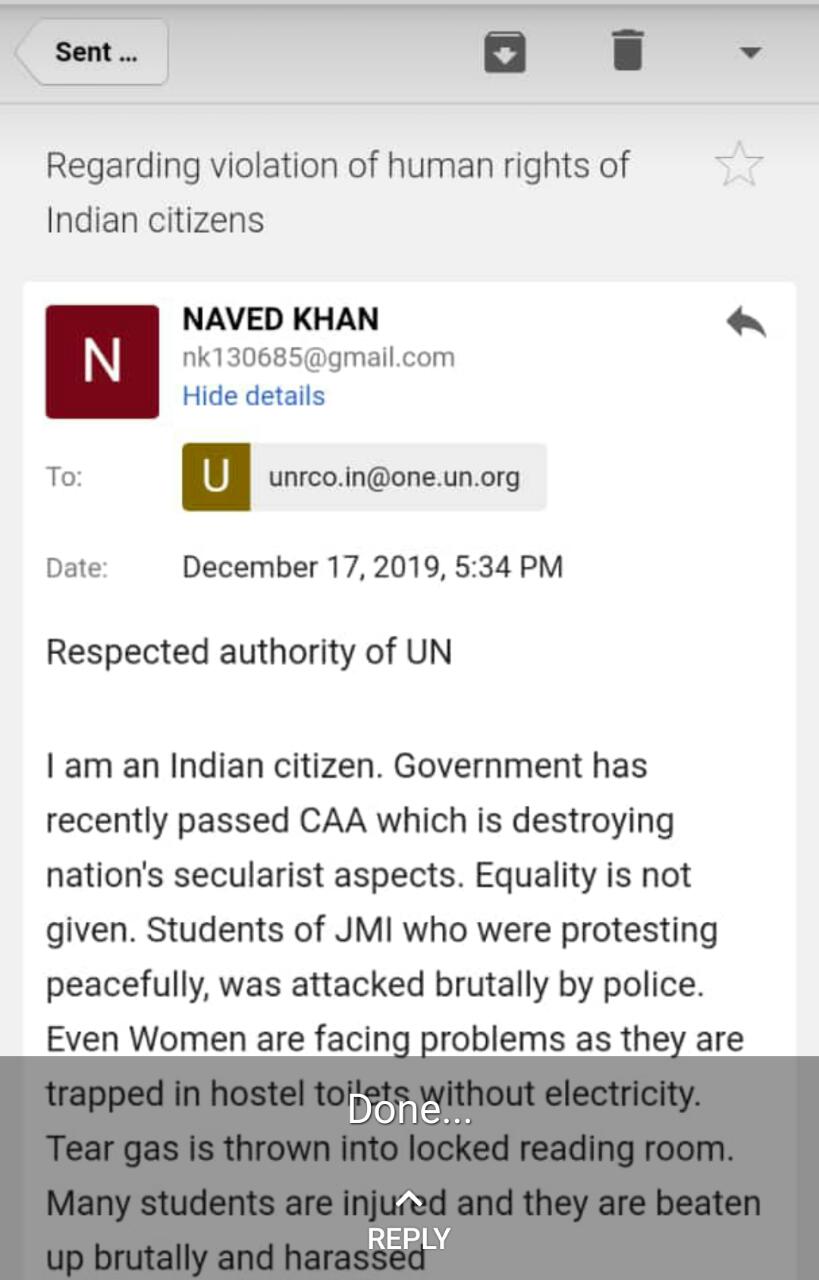 Sent ...
Regarding violation of human rights of
Indian citizens
N
NAVED KHAN
nk130685@gmail.com
Hide details
To:
U
unrco.in@one.un.org
Date:
December 17, 2019, 5:34 PM
Respected authority of UN
I am an Indian citizen. Government has
recently passed CAA which is destroying
nation's secularist aspects. Equality is not
given. Students of JMI who were protesting
peacefully, was attacked brutally by police.
Even Women are facing problems as they are
trapped in hostel toilets without electricity.
Done...
Tear gas is thrown into locked reading room.
Many students are injured and they are beaten
REPLY
up brutally and harassed